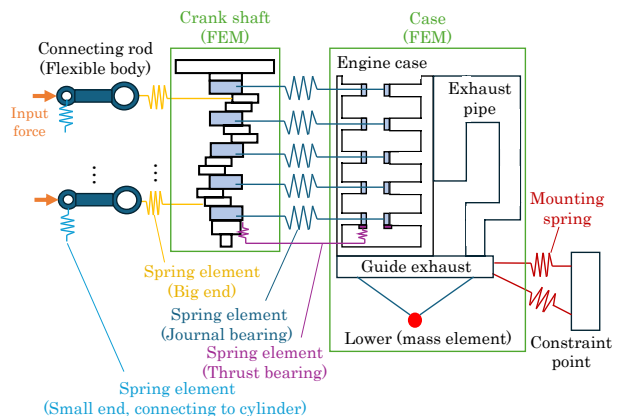 Crank shaft
(FEM)
Case
(FEM)
Connecting rod
(Flexible body)
Engine case
Exhaust
pipe
Input
force
...
...
Mounting
spring
Spring element
(Big end)
Guide exhaust
Spring element
(Journal bearing)
Lower (mass element)
Constraint
point
Spring element
(Thrust bearing)
Spring element
(Small end, connecting to cylinder)